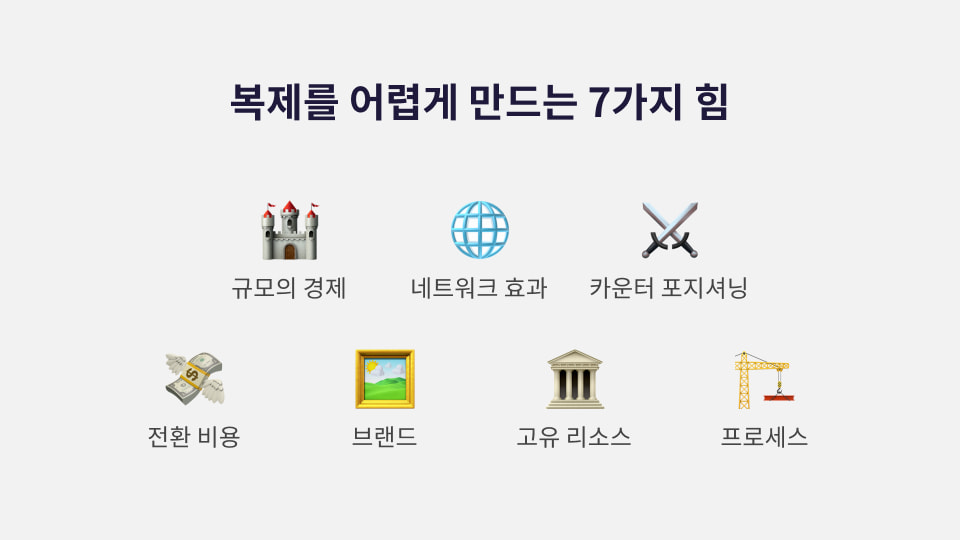 복제를 어렵게 만드는 7가지 힘
규모의 경제
네트워크 효과
카운터 포지셔닝
전환 비용
브랜드
고유 리소스
프로세스